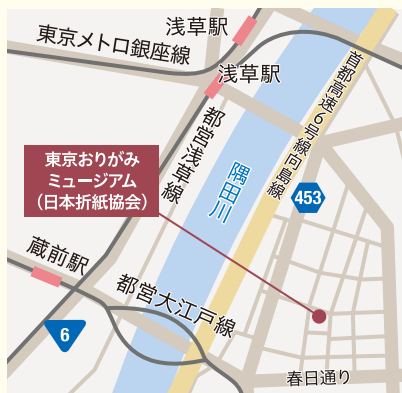 浅草駅
東京メトロ銀座線
浅草駅
首都高速6号線向島線
都営浅草線
東京おりがみ
ミュージアム
（日本折紙協会）
隅田川
453
蔵前駅
都営大江戸線
6
春日通り